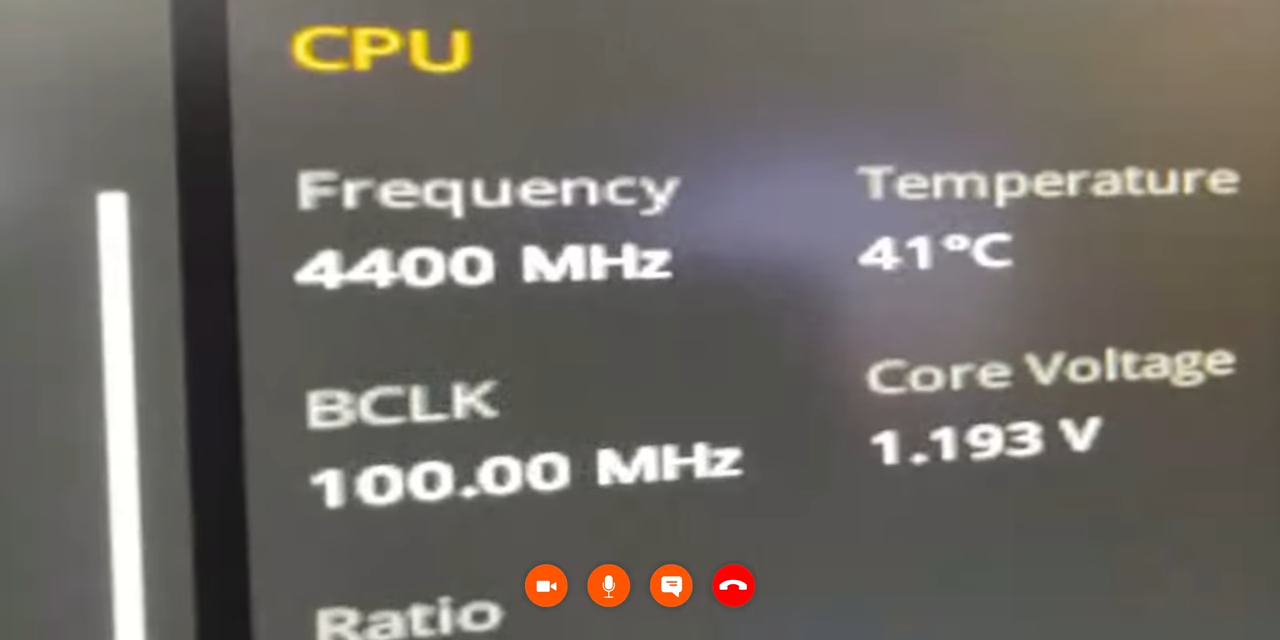 CPU
Frequency
4400 MHz
Temperature
41°C
BCLK
100.00 MHz
Core Voltage
1.193 V
Ratio